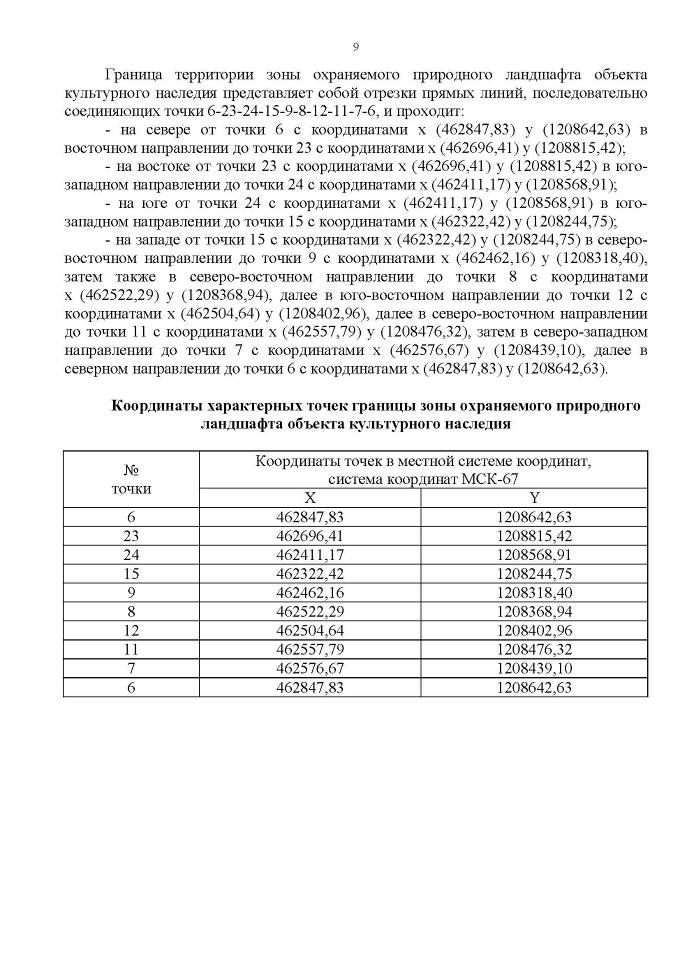 9
Граница территории зоны охраняемого природного ландшафта объекта
культурного наследия представляет собой отрезки прямых линий, последовательно
соединяющих точки 6-23-24-15-9-8-12-11-7-6, и проходит:
- на севере от точки 6 с координатами x (462847,83) y (1208642,63) в
восточном направлении до точки 23 с координатами x (462696,41) y (1208815,42);
- на востоке от точки 23 с координатами x (462696,41) y (1208815,42) в юго-
западном направлении до точки 24 с координатами x (462411,17) y (1208568,91);
- на юге от точки 24 с координатами x (462411,17) y (1208568,91) в юго-
западном направлении до точки 15 с координатами x (462322,42) y (1208244,75);
- на западе от точки 15 с координатами x (462322,42) y (1208244,75) в северо-
восточном направлении до точки 9 с координатами x (462462,16) y (1208318,40),
затем также в северо-восточном направлении до точки 8 с координатами
x (462522,29) y (1208368,94), далее в юго-восточном направлении до точки 12 с
координатами x (462504,64) y (1208402,96), далее в северо-восточном направлении
до точки 11 с координатами x (462557,79) y (1208476,32), затем в северо-западном
направлении до точки 7 с координатами x (462576,67) y (1208439,10), далее в
северном направлении до точки 6 с координатами x (462847,83) y (1208642,63).
Координаты характерных точек границы зоны охраняемого природного
ландшафта объекта культурного наследия
№ точки
Координаты точек в местной системе координат,
система координат МСК-67
X Y
6 462847,83 1208642,63
23 462696,41 1208815,42
24 462411,17 1208568,91
15 462322,42 1208244,75
9 462462,16 1208318,40
8 462522,29 1208368,94
12 462504,64 1208402,96
11 462557,79 1208476,32
7 462576,67 1208439,10
6 462847,83 1208642,63